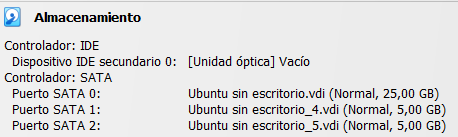 Almacenamiento
Controlador: IDE
Dispositivo IDE secundario 0: [Unidad óptica] Vacío
Controlador: SATA
Puerto SATA 0: Ubuntu sin escritorio.vdi (Normal, 25,00 GB)
Puerto SATA 1: Ubuntu sin escritorio_4.vdi (Normal, 5,00 GB)
Puerto SATA 2: Ubuntu sin escritorio_5.vdi (Normal, 5,00 GB)